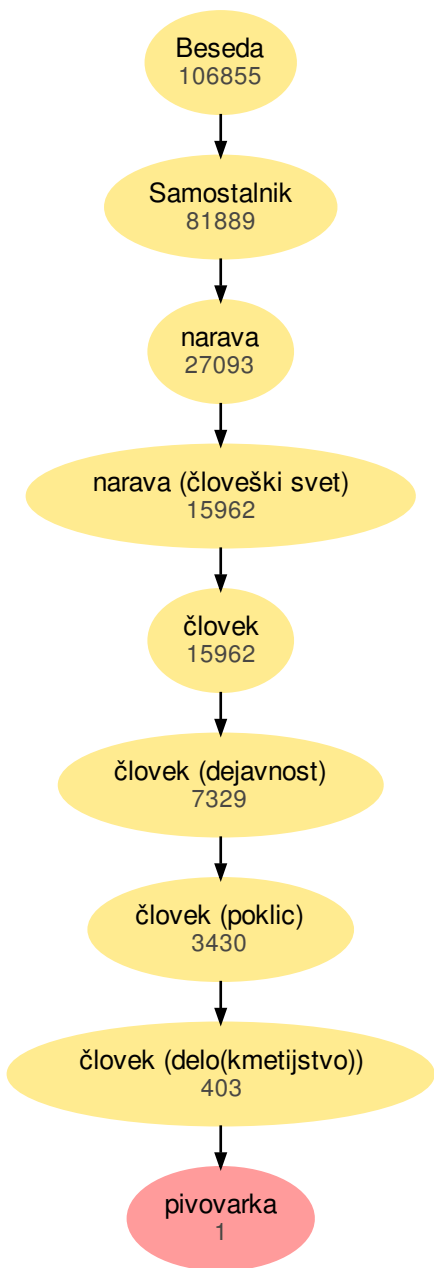 Beseda
106855
Samostalnik
81889
narava
27093
narava (človeški svet)
15962
človek
15962
človek (dejavnost)
7329
človek (poklic)
3430
človek (delo(kmetijstvo))
403
pivovarka
1